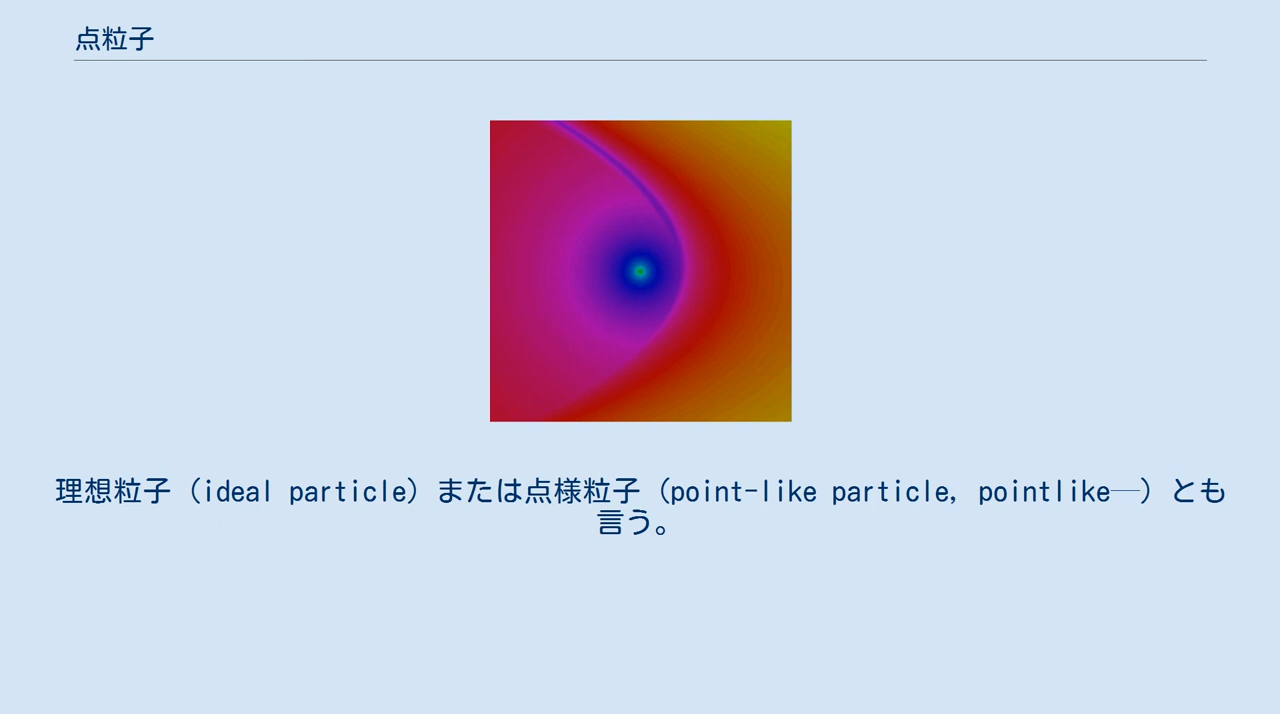 点粒子
理想粒子（ideal particle）または点様粒子（point-like particle, pointlike―）とも
言う。